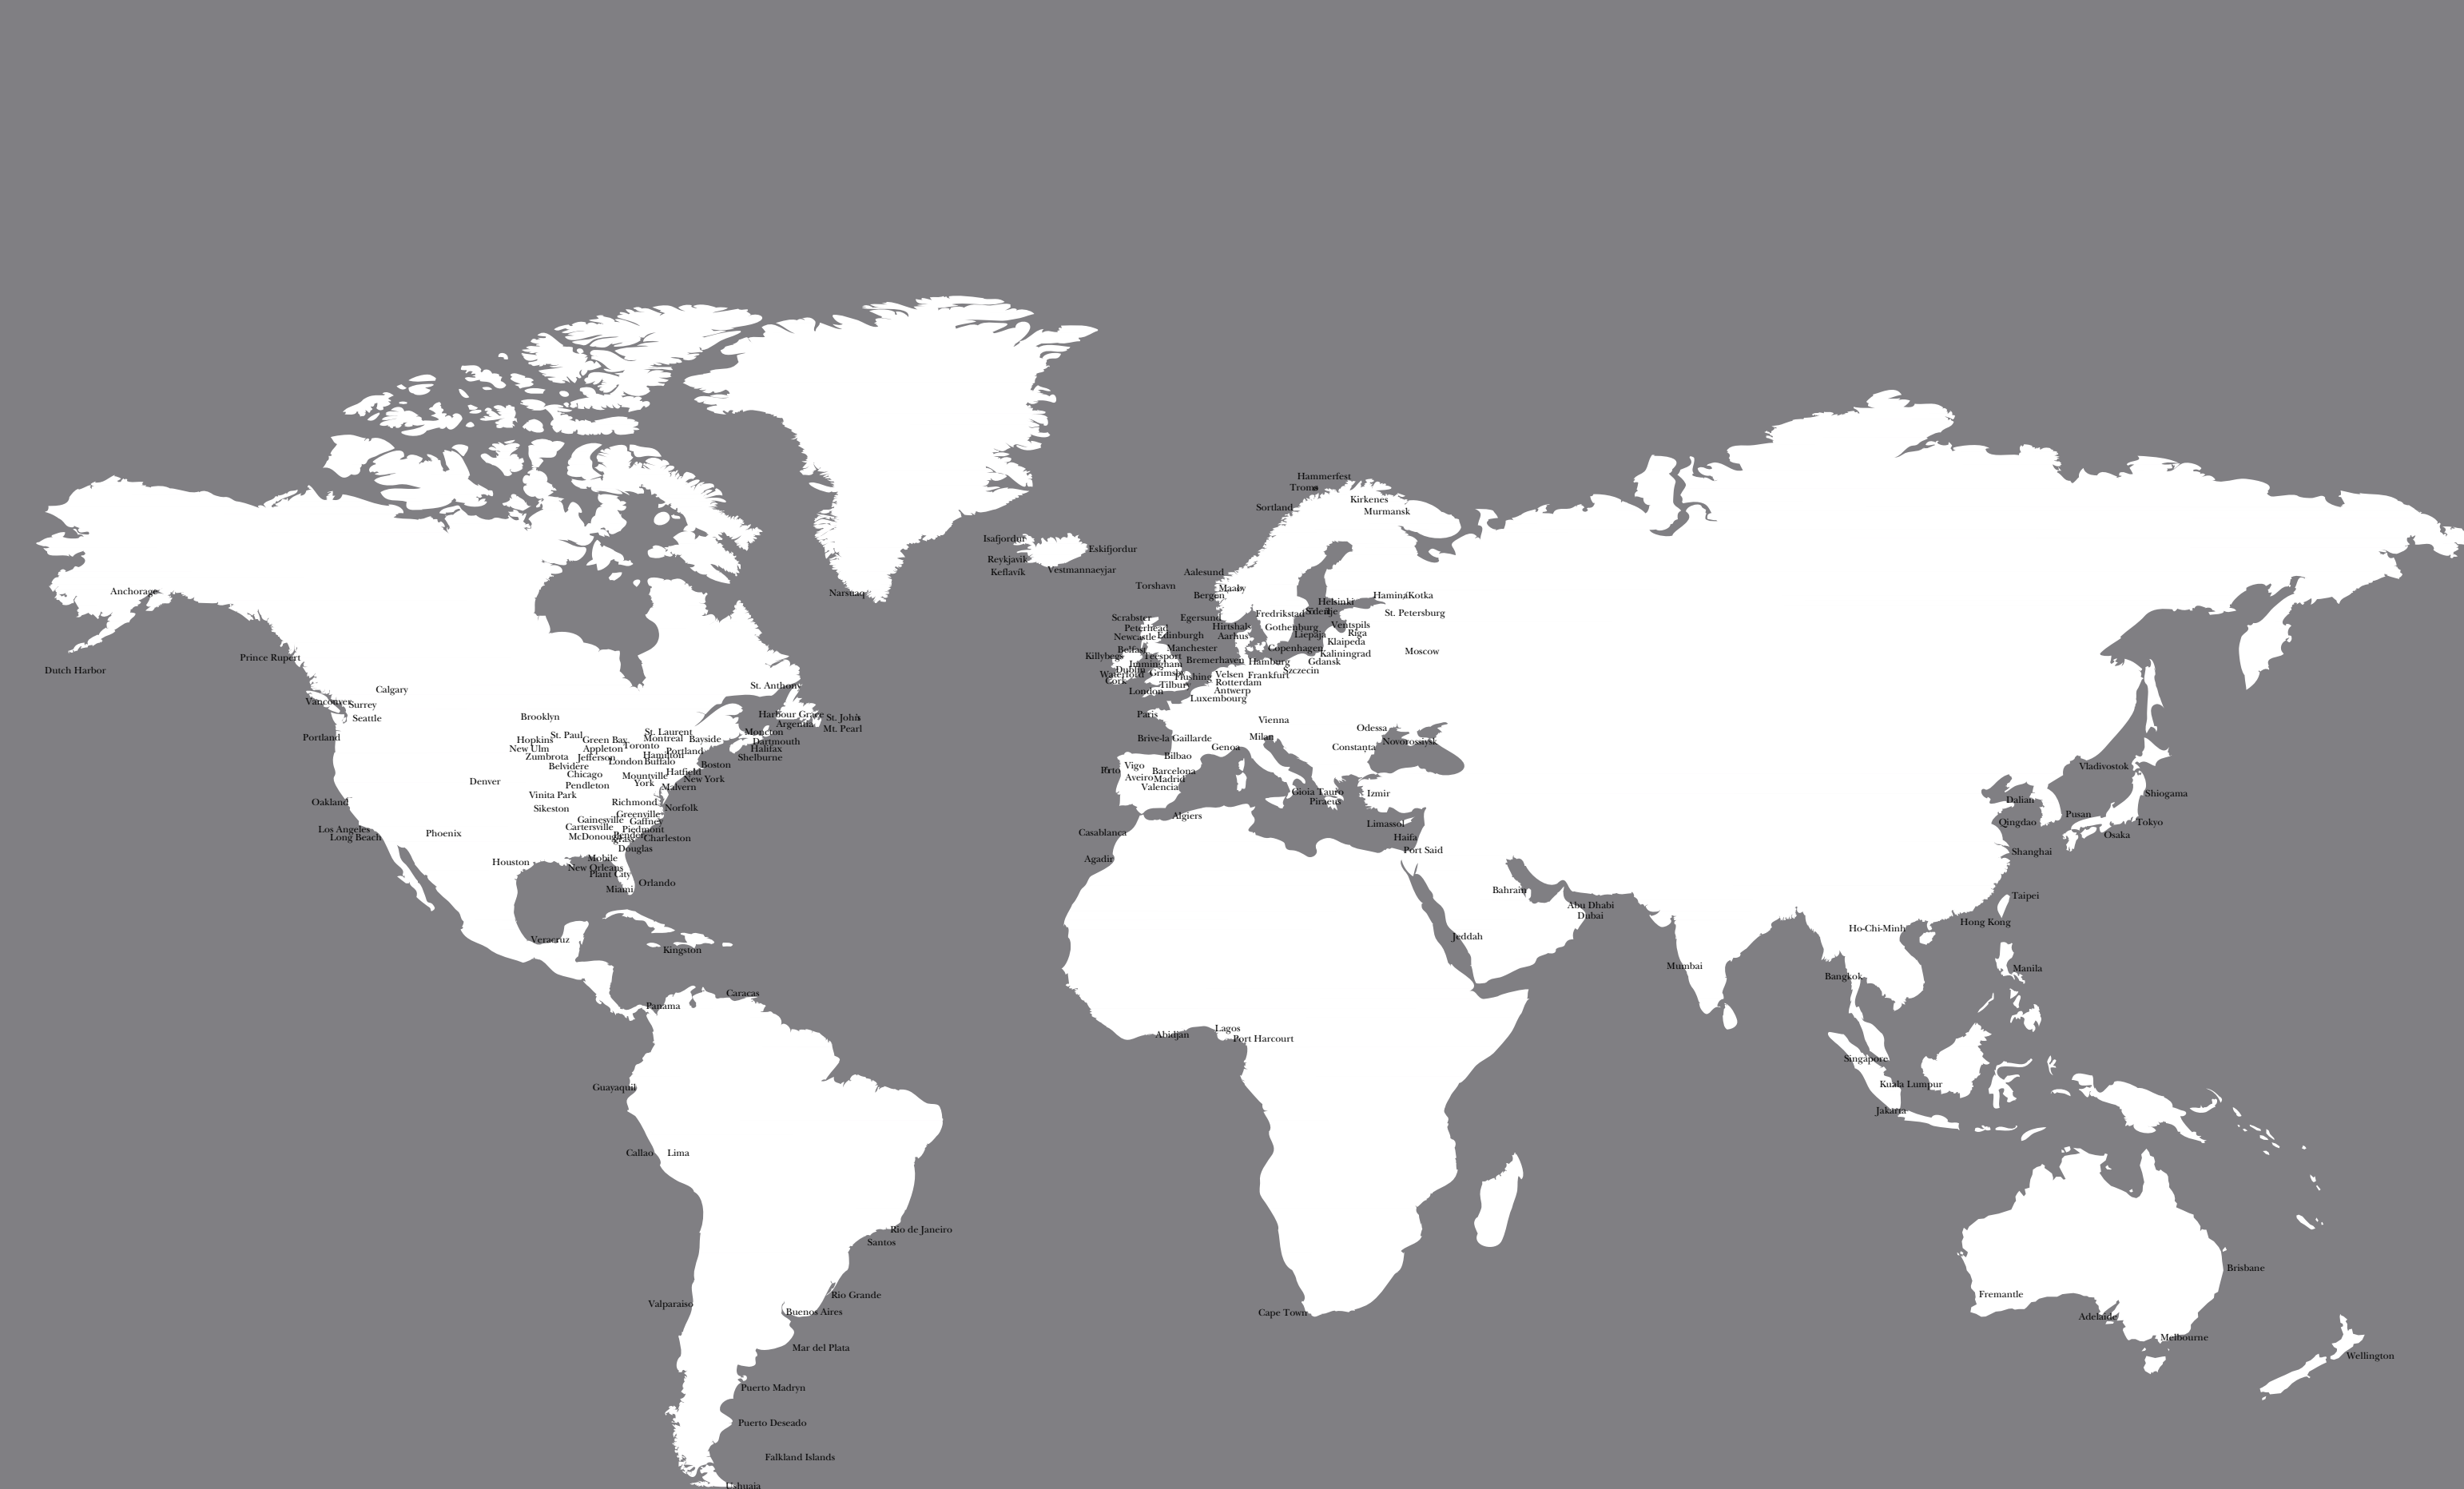 Hammerfest
Kirkenes
Sortland
Murmansk
Isafjordur
Eskifjordur
Reykjavik
Keflavik
Vestmannaeyjar
Aalesund
Torshavn
Bergen
Anchorage
Narsuaq
Helsinki
Kotka
St. Petersburg
Scrabster
Egersund
Fredrikstad
Peterhead
Hirtshals
Gothenburg
Ventspils
Newcastle
Edinburgh
Aarhus
Liepaja
Riga
Klaipeda
Belfast
Manchester
Copenhagen
Kaliningrad
Moscow
Killybegs
Teesport
Bremerhaven
Hamburg
Gdansk
Prince Rupert
Dutch Harbor
Immingham
Dublin
Grimsby
Szczecin
Waterford
Flushing
Velsen
Frankfurt
Cork
Tilbury
Rotterdam
London
Antwerp
Luxembourg
St. Anthony
Calgary
Vancouver
Surrey
Seattle
Brooklyn
Harbour Grace
St. John's
Argentia
Mt. Pearl
Paris
Vienna
Odessa
Portland
Hopkins
St. Paul
Green Bay
St. Laurent
Montreal
Bayside
Moncton
Dartmouth
Halifax
Shelburne
Brive-la Gaillarde
Milan
Genoa
Constanta
Novorossiysk
New Ulm
Appleton
Toronto
Portland
Zumbrota
Jefferson
Hamilton
London
Buffalo
Belvidere
Boston
Bilbao
Vigo
Porto
Barcelona
Aveiro
Madrid
Valencia
Chicago
Mountville
Hatfield
New York
York
Denver
Pendleton
Malvern
Vinita Park
Richmond
Norfolk
Sikeston
Oakland
Greenville
Gainesville
Gaffney
Cartersville
Piedmont
McDonough
Charleston
Douglas
Los Angeles
Long Beach
Phoenix
Gioia Tauro
Piraeus
Izmir
Algiers
Casablanca
Limassol
Haifa
Port Said
Agadir
Vladivostok
Shiogama
Dalian
Pusan
Qingdao
Tokyo
Osaka
Shanghai
Houston
Mobile
New Orleans
Plant City
Orlando
Miami
Bahrain
Abu Dhabi
Dubai
Jeddah
Taipei
Hong Kong
Ho-Chi-Minh
Veracruz
Kingston
Mumbai
Bangkok
Manila
Caracas
Panama
Abidjan
Lagos
Port Harcourt
Singapore
Kuala Lumpur
Jakarta
Guayaquil
Callao
Lima
Rio de Janeiro
Santos
Rio Grande
Valparaiso
Buenos Aires
Mar del Plata
Puerto Madryn
Puerto Deseado
Falkland Islands
Ushuaia
Cape Town
Brisbane
Fremantle
Adelaide
Melbourne
Wellington